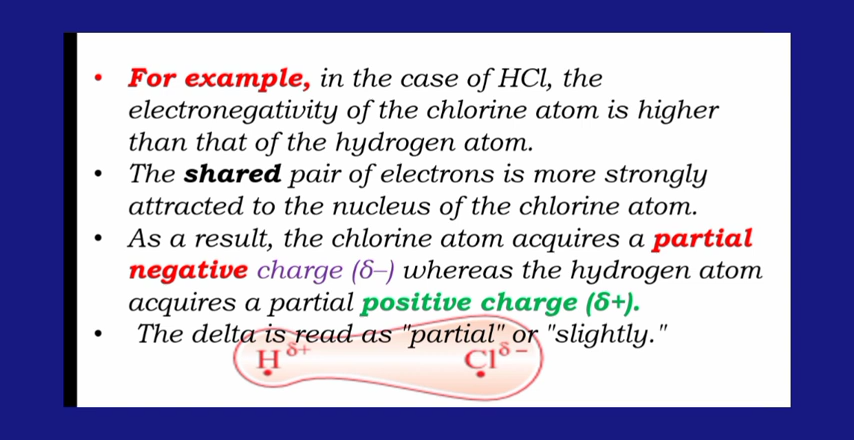 • For example, in the case of HCl, the
electronegativity of the chlorine atom is higher
than that of the hydrogen atom.
• The shared pair of electrons is more strongly
attracted to the nucleus of the chlorine atom.
• As a result, the chlorine atom acquires a partial
negative charge (δ–) whereas the hydrogen atom
acquires a partial positive charge (δ+).
• The delta is read as "partial" or "slightly."
H δ+ Cl δ–